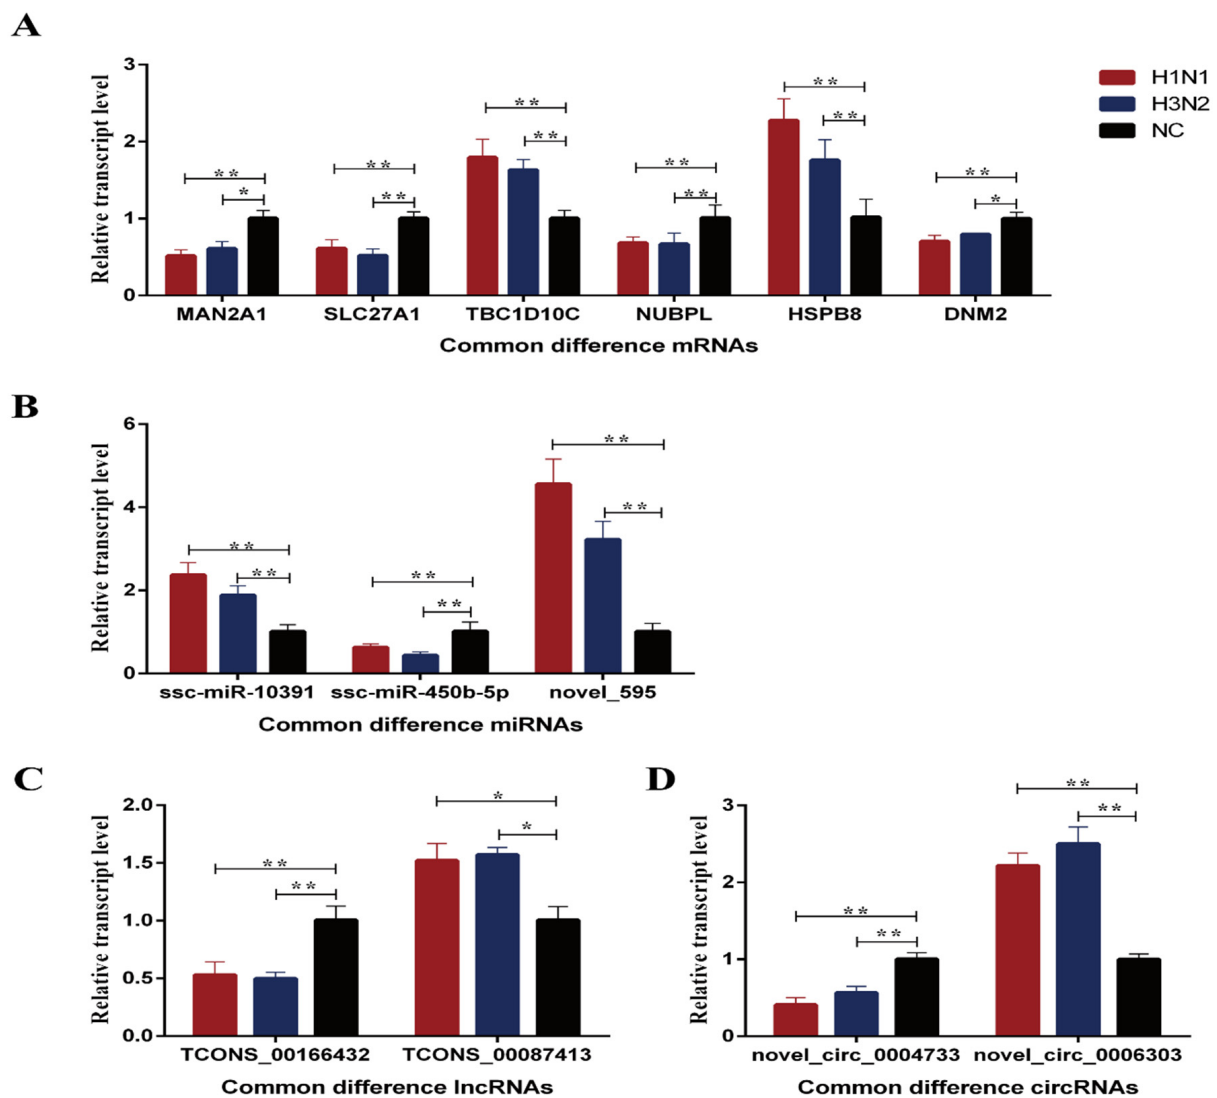 A
Relative transcript level
3
2
1
0
** * ** ** ** ** ** ** ** ** ** *
MAN2A1 SLC27A1 TBC1D10C NUBPL HSPB8 DNM2
Common difference mRNAs
H1N1
H3N2
NC
B
Relative transcript level
6
4
2
0
** ** ** ** ** **
ssc-miR-10391 ssc-miR-450b-5p novel_595
Common difference miRNAs
C
Relative transcript level
2.0
1.5
1.0
0.5
0.0
** ** * *
TCONS_00166432 TCONS_00087413
Common difference lncRNAs
D
Relative transcript level
3
2
1
0
** ** ** **
novel_circ_0004733 novel_circ_0006303
Common difference circRNAs